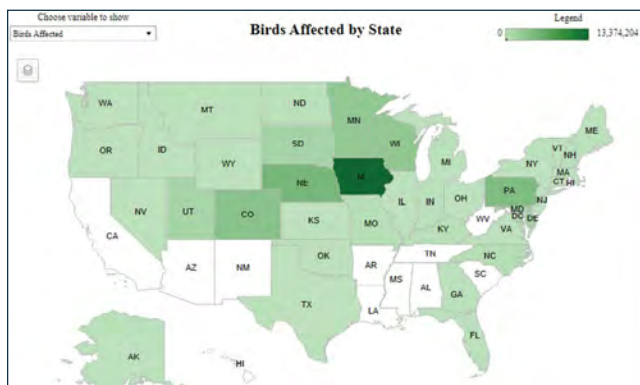 Choose variable to show
Birds Affected
Birds Affected by State
Legend
0 13,374,204
WA
MT
ND
MN
ME
OR
ID
SD
WI
VT
NH
WY
MI
NY
MA
CT
RI
IA
NE
PA
NJ
NV
UT
CO
IL
IN
OH
MD
DC
DE
WV
CA
KS
MO
KY
VA
AZ
NM
OK
AR
TN
NC
SC
MS
AL
GA
TX
LA
FL
AK
HI